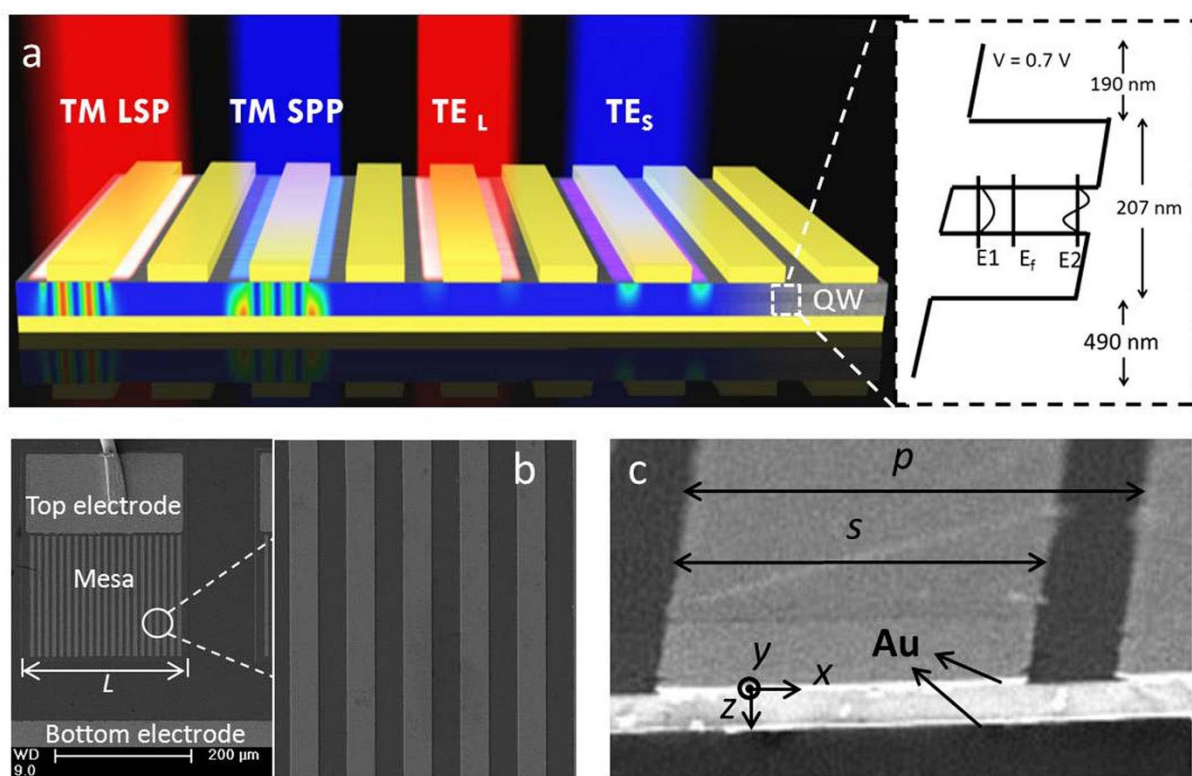 a
TM LSP
TM SPP
TE L
TE S
QW
V = 0.7 V
190 nm
207 nm
E1
Ef
E2
490 nm
Top electrode
Mesa
L
Bottom electrode
WD
9.0
200 μm
b
c
p
s
Au
y
x
z